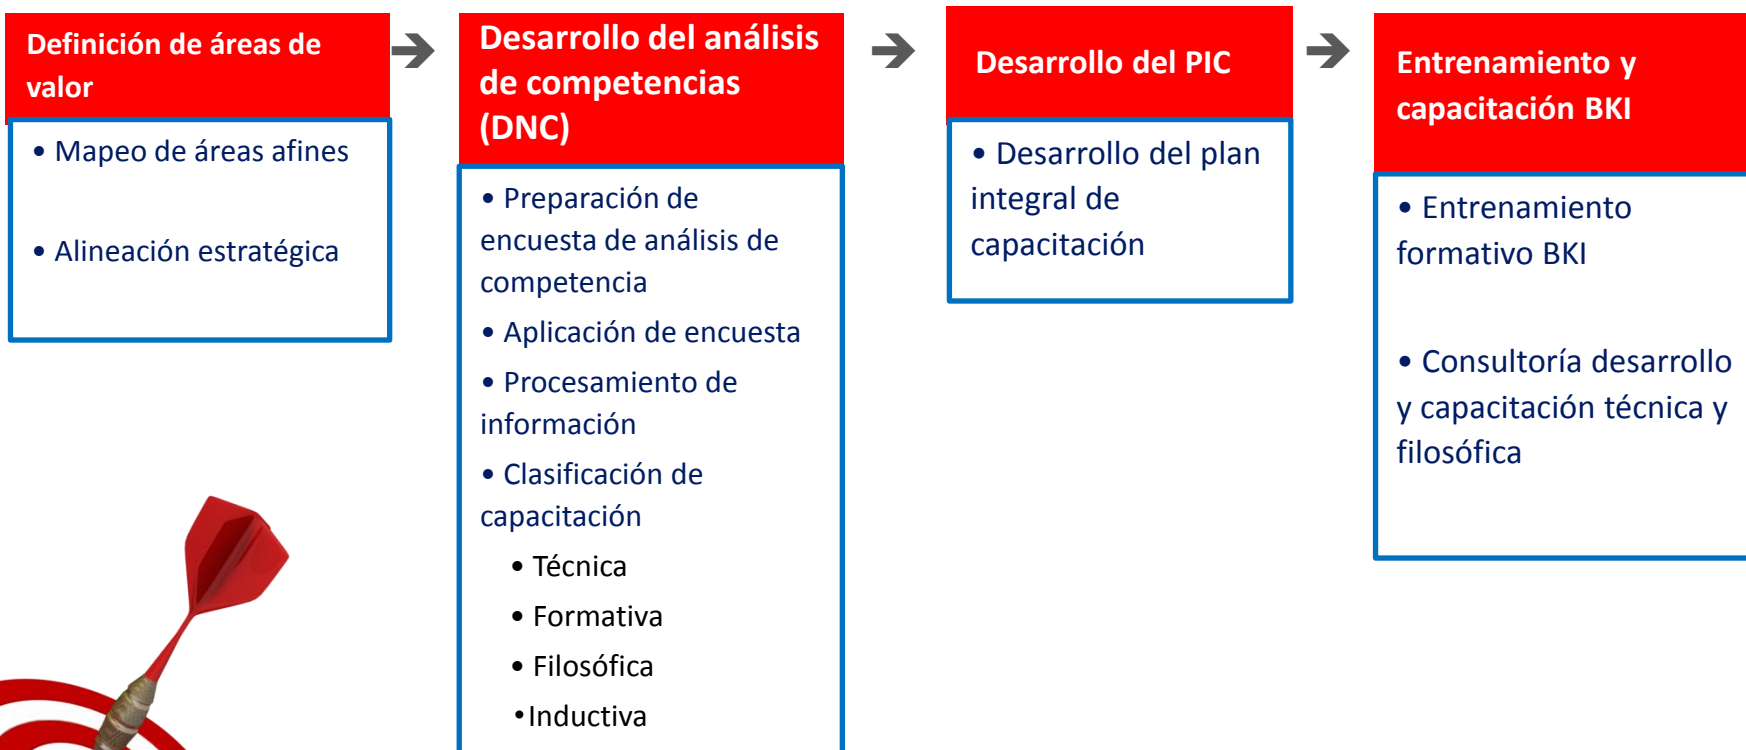 Definición de áreas de
valor
• Mapeo de áreas afines
• Alineación estratégica
Desarrollo del análisis
de competencias
(DNC)
• Preparación de
encuesta de análisis de
competencia
• Aplicación de encuesta
• Procesamiento de
información
• Clasificación de
capacitación
• Técnica
• Formativa
• Filosófica
•Inductiva
Desarrollo del PIC
• Desarrollo del plan
integral de
capacitación
Entrenamiento y
capacitación BKI
• Entrenamiento
formativo BKI
• Consultoría desarrollo
y capacitación técnica y
filosófica